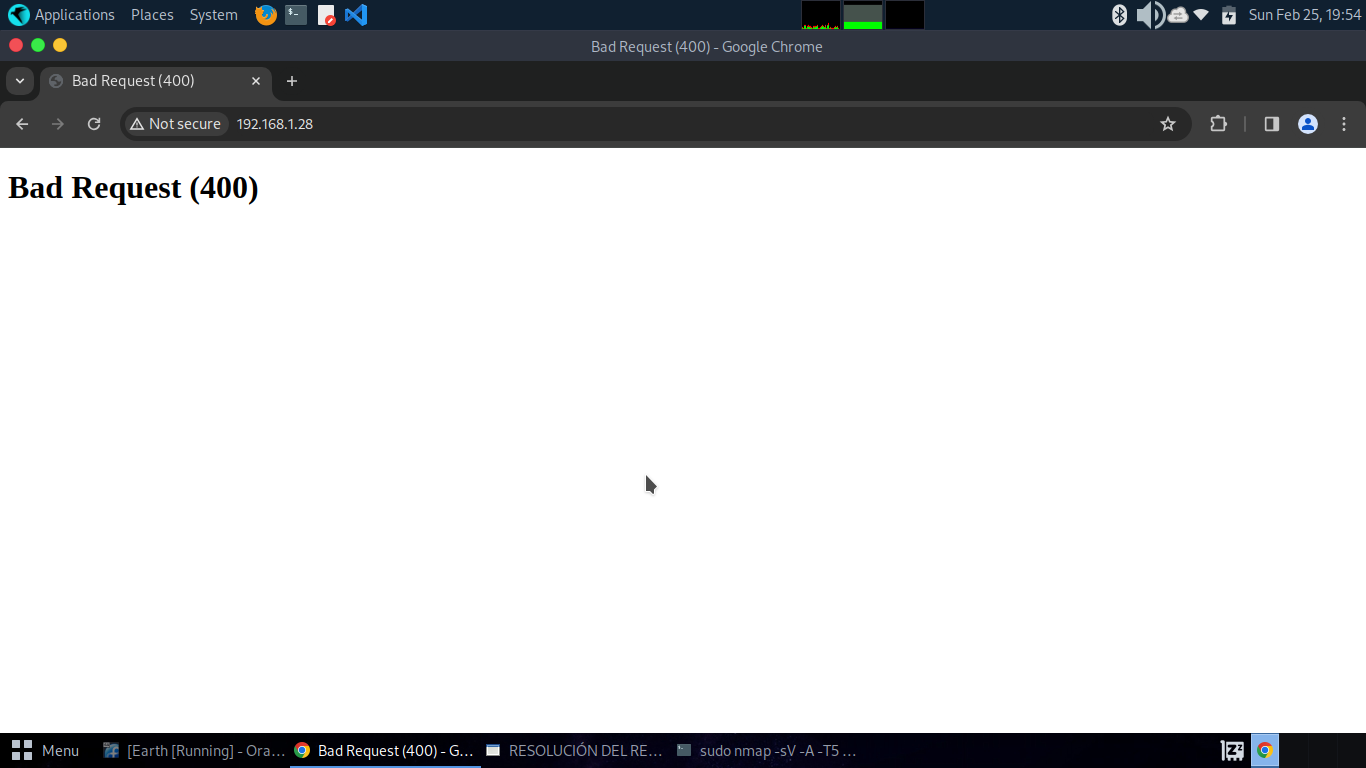 Applications Places System Sun Feb 25, 19:54
Bad Request (400) - Google Chrome
Bad Request (400)
Not secure 192.168.1.28
Bad Request (400)
Menu [Earth [Running] - Ora... Bad Request (400) - G... RESOLUCIÓN DEL RE... sudo nmap -sV -A -T5 ...